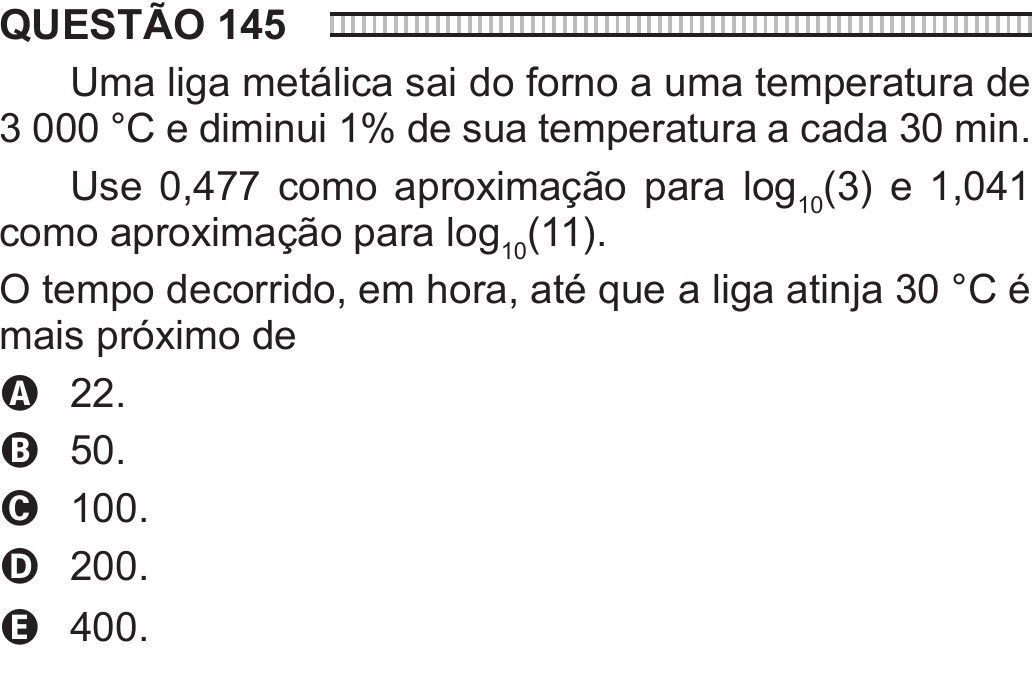 QUESTÃO 145
Uma liga metálica sai do forno a uma temperatura de
3 000 °C e diminui 1% de sua temperatura a cada 30 min.
Use 0,477 como aproximação para log₁₀(3) e 1,041
como aproximação para log₁₀(11).
O tempo decorrido, em hora, até que a liga atinja 30 °C é
mais próximo de
A 22.
B 50.
C 100.
D 200.
E 400.